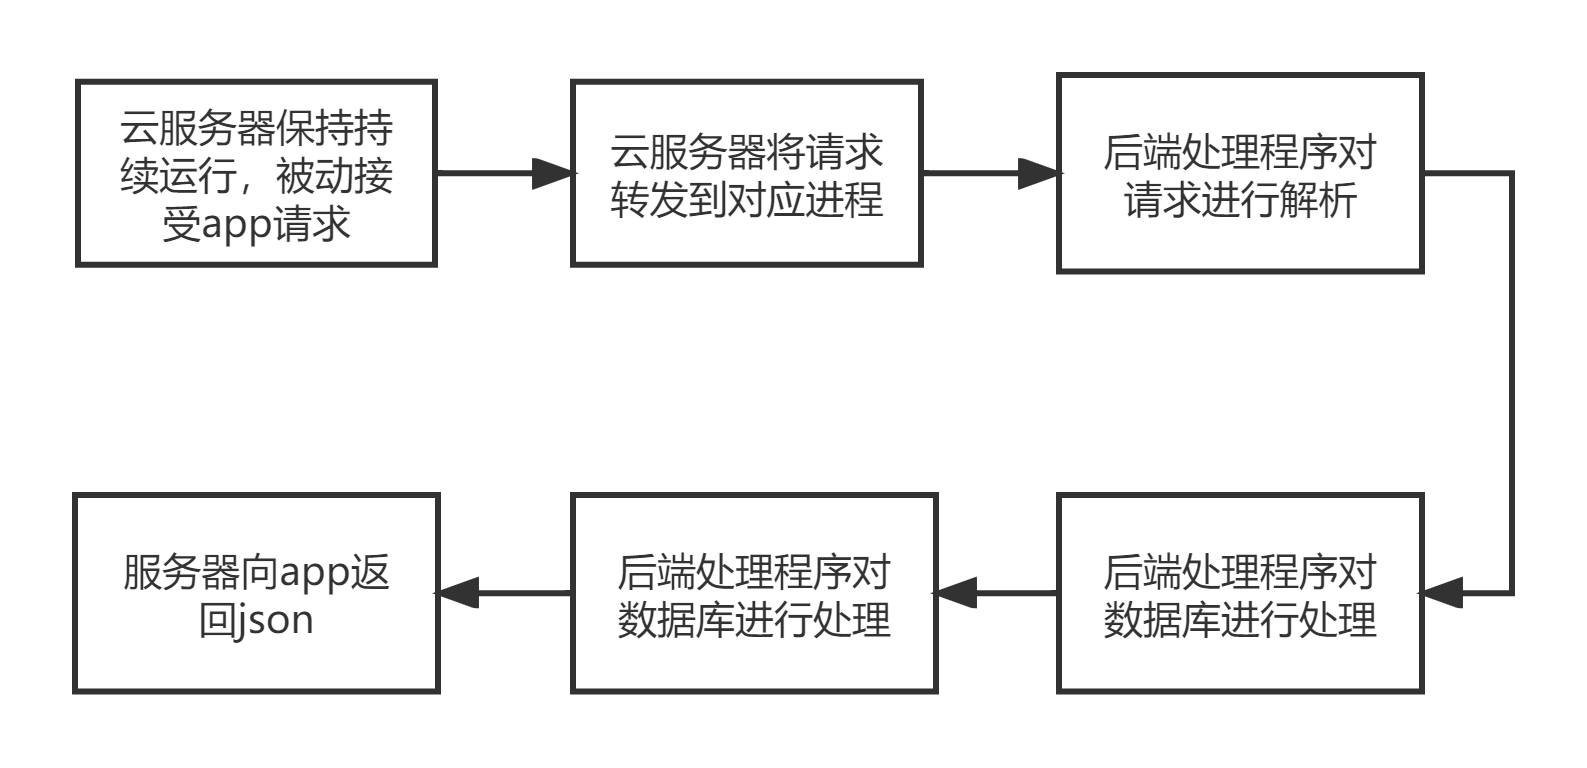 云服务器保持持
续运行，被动接
受app请求
云服务器将请求
转发到对应进程
后端处理程序对
请求进行解析
后端处理程序对
数据库进行处理
后端处理程序对
数据库进行处理
服务器向app返
回json